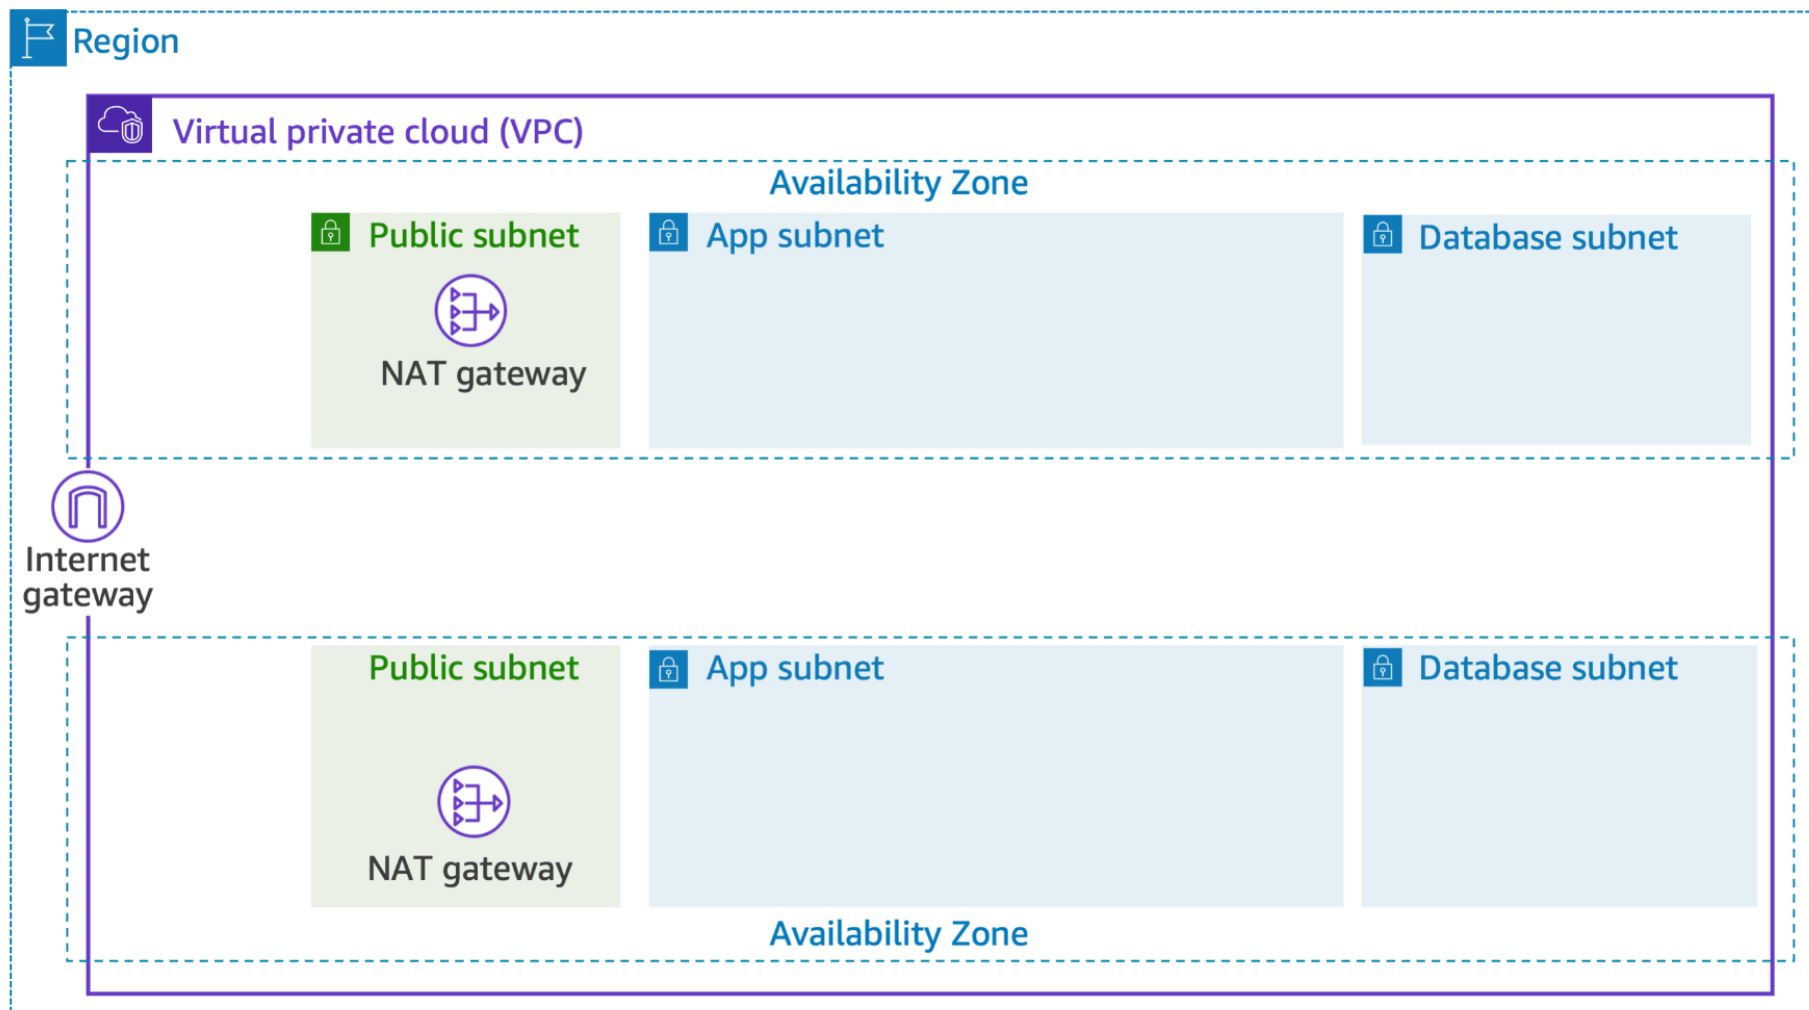 Region
Virtual private cloud (VPC)
Availability Zone
Public subnet
App subnet
Database subnet
NAT gateway
Internet
gateway
Public subnet
App subnet
Database subnet
NAT gateway
Availability Zone